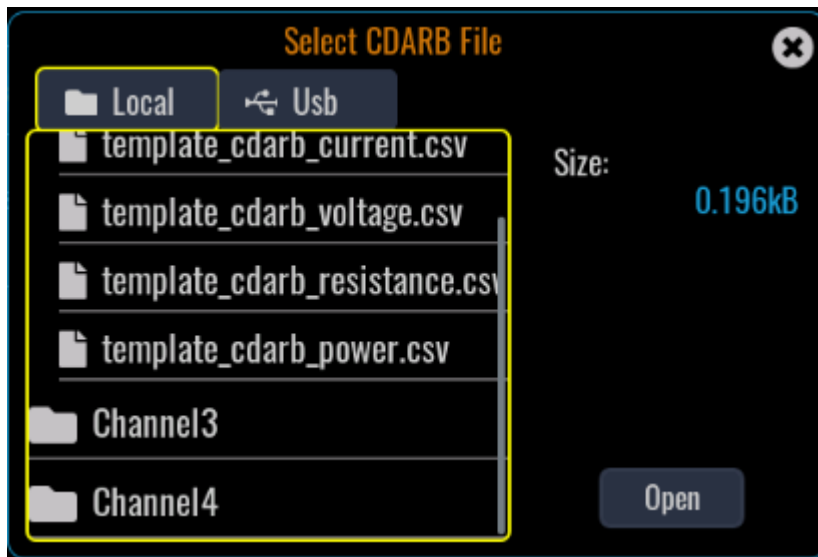 Select CDARB File
Local
Usb
template_cdarb_current.csv
Size:
0.196kB
template_cdarb_voltage.csv
template_cdarb_resistance.csv
template_cdarb_power.csv
Channel3
Channel4
Open